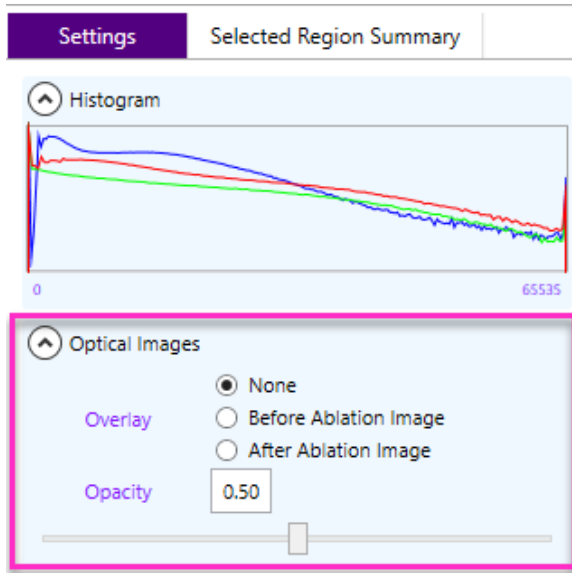 Settings Selected Region Summary
Histogram
0 65535
Optical Images
None
Overlay Before Ablation Image
After Ablation Image
Opacity 0.50